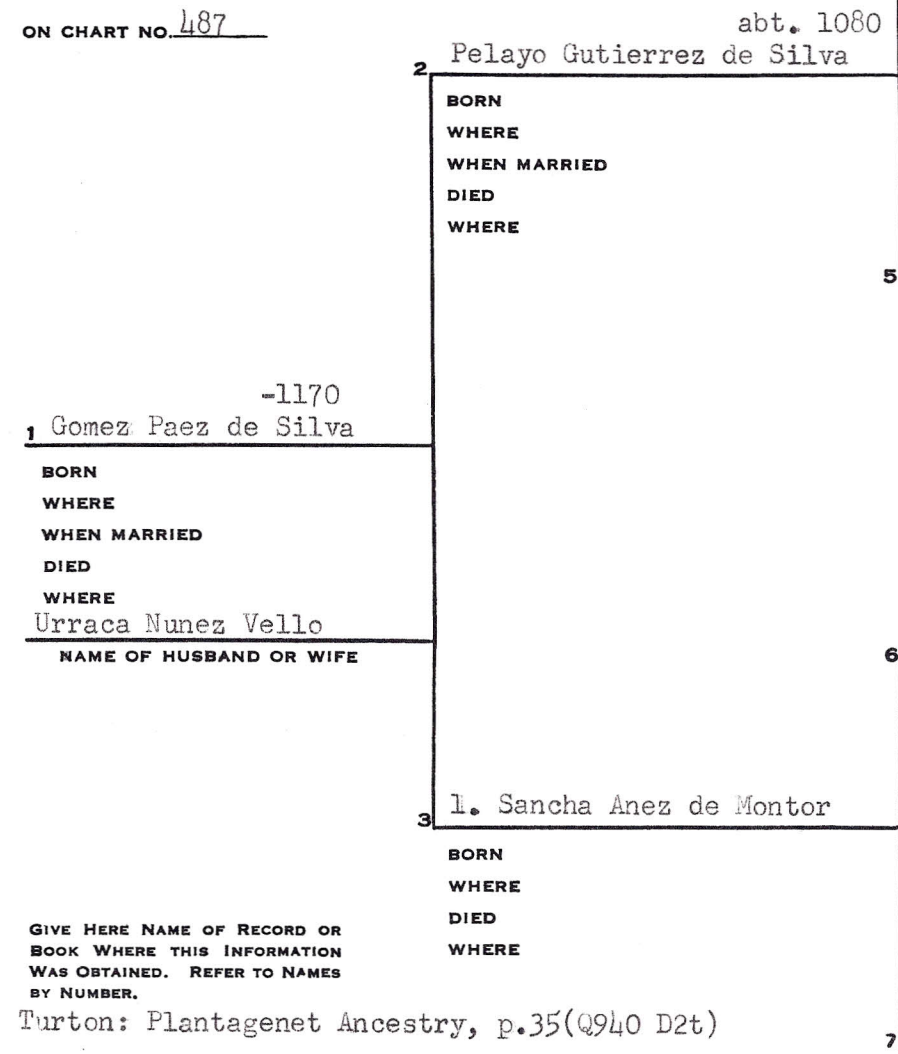 ON CHART NO. 487
abt. 1080
2 Pelayo Gutierrez de Silva
BORN
WHERE
WHEN MARRIED
DIED
WHERE
5
-1170
1 Gomez Paez de Silva
BORN
WHERE
WHEN MARRIED
DIED
WHERE
Urraca Nunez Vello
NAME OF HUSBAND OR WIFE
6
3 1. Sancha Anez de Montor
BORN
WHERE
DIED
WHERE
GIVE HERE NAME OF RECORD OR
BOOK WHERE THIS INFORMATION
WAS OBTAINED. REFER TO NAMES
BY NUMBER.
Turton: Plantagenet Ancestry, p.35(Q940 D2t)
7